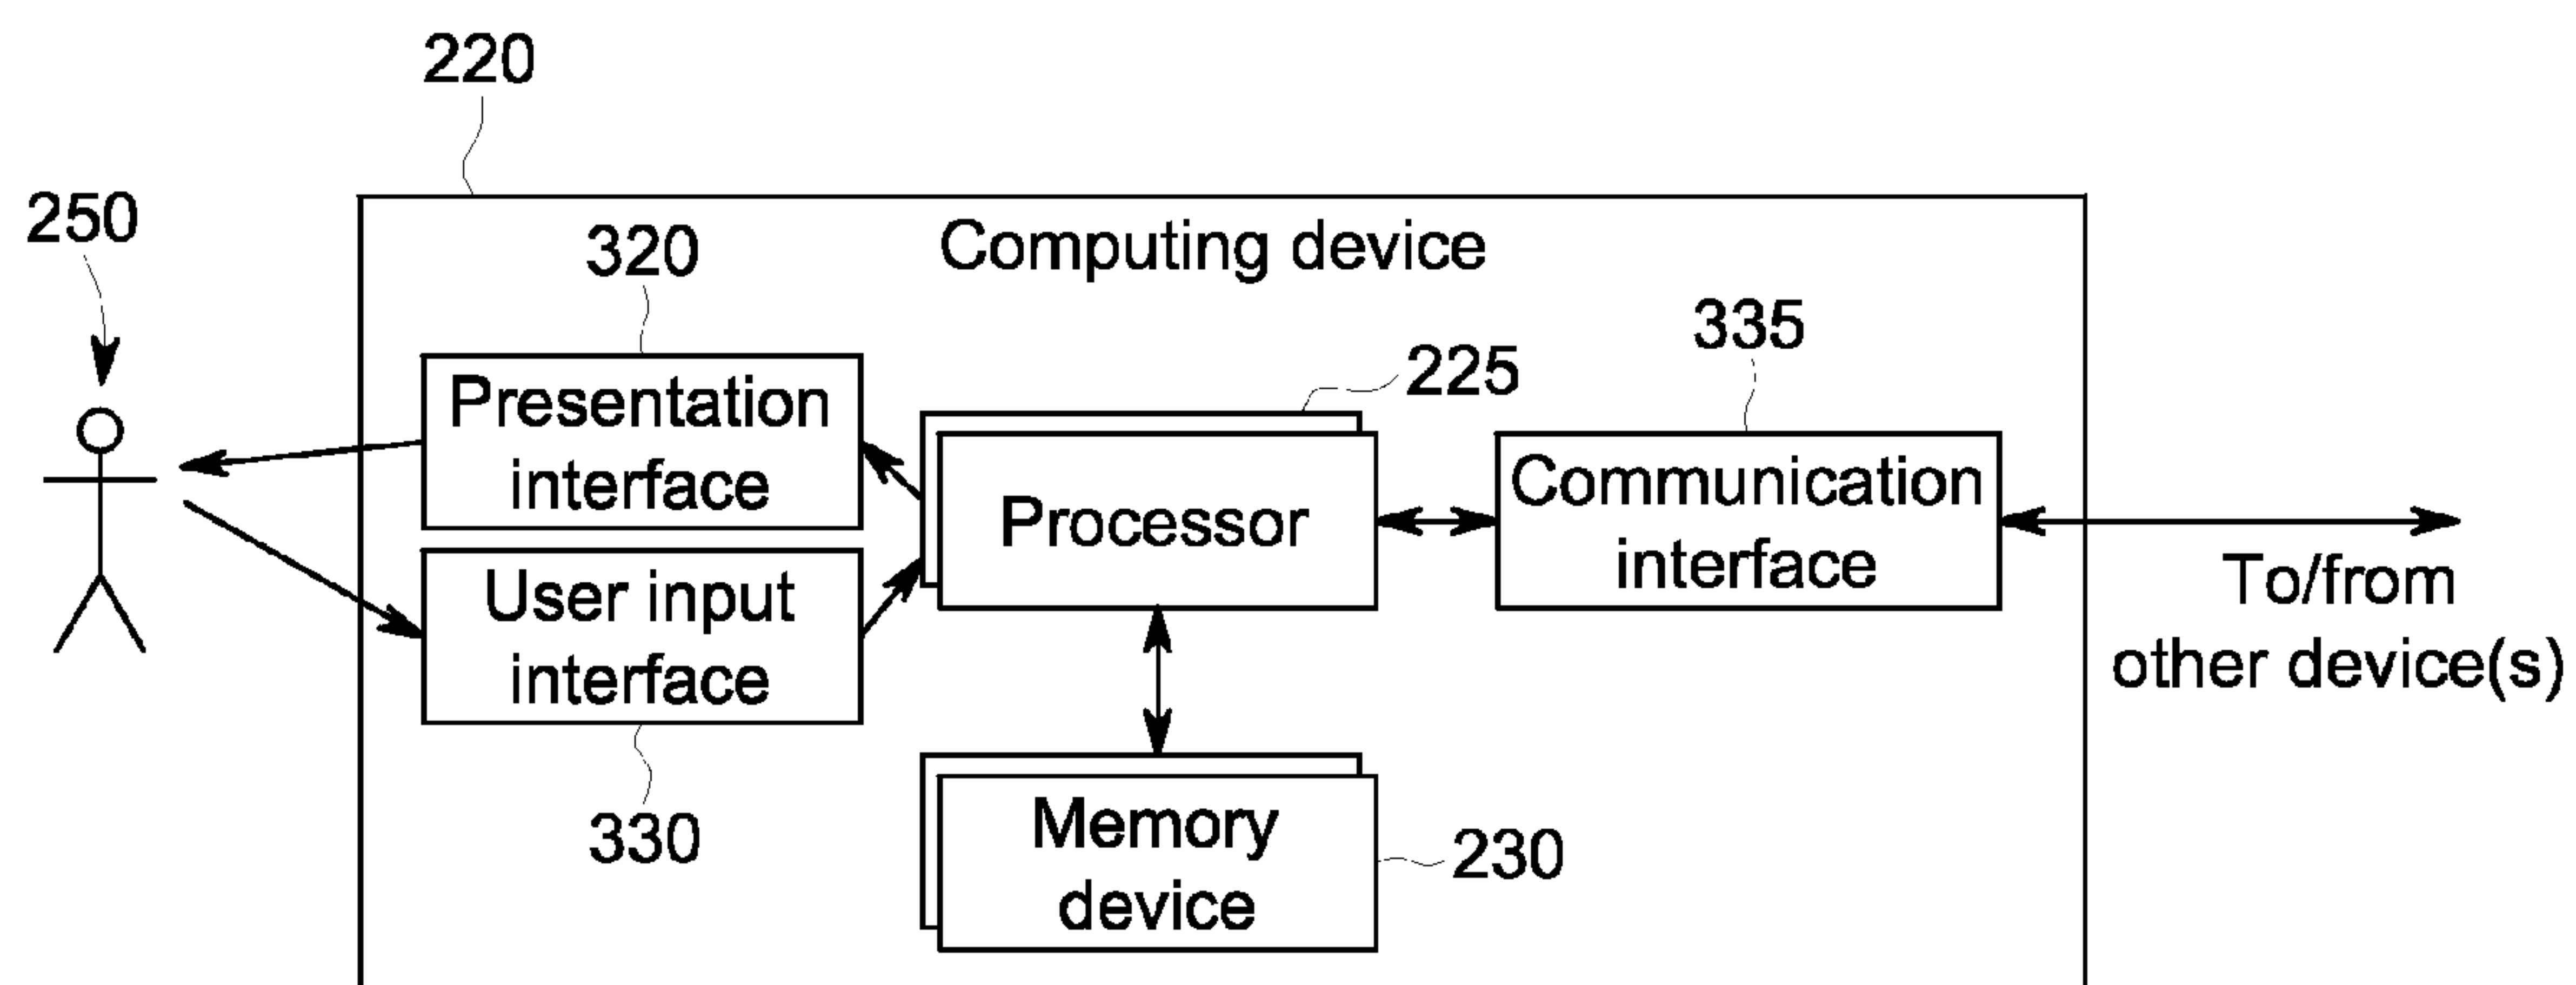 220
250
Computing device
320
335
225
Presentation
interface
Processor
Communication
interface
User input
interface
To/from
other device(s)
330
Memory
device
230